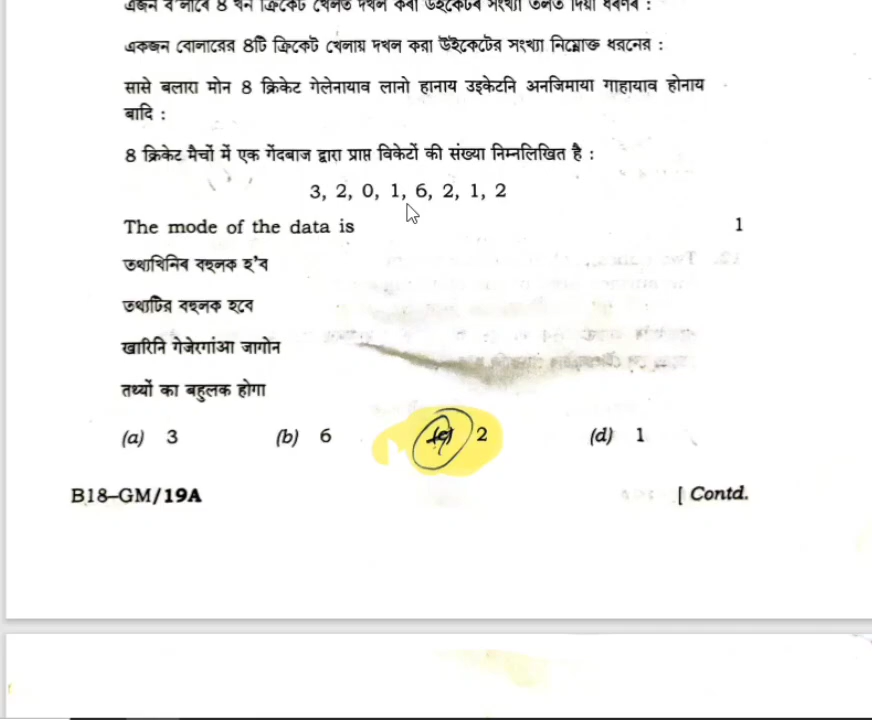 একজন বোলারের 8টি ক্রিকেট খেলায় দখল করা উইকেটের সংখ্যা নিম্নোক্ত ধরনের :
सासे बलारा मोन 8 क्रिकेट गेलेनायाव लानो हानाय उइकेटनि अनजिमाया गाहायाव होनाय
बादि :
8 क्रिकेट मैचों में एक गेंदबाज द्वारा प्राप्त विकेटों की संख्या निम्नलिखित है :
3, 2, 0, 1, 6, 2, 1, 2
The mode of the data is 1
তথ্যখিনিৰ বহুলক হ’ব
তথ্যটির বহুলক হবে
खारिनि गेजेरगांआ जागोन
तथ्यों का बहुलक होगा
(a) 3 (b) 6 2 (d) 1
B18–GM/19A [ Contd.